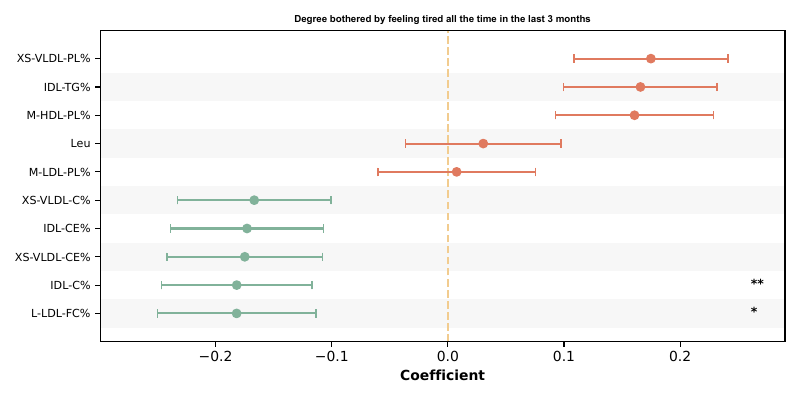 Degree bothered by feeling tired all the time in the last 3 months
XS-VLDL-PL%
IDL-TG%
M-HDL-PL%
Leu
M-LDL-PL%
XS-VLDL-C%
IDL-CE%
XS-VLDL-CE%
IDL-C% **
L-LDL-FC% *
−0.2 −0.1 0.0 0.1 0.2
Coefficient